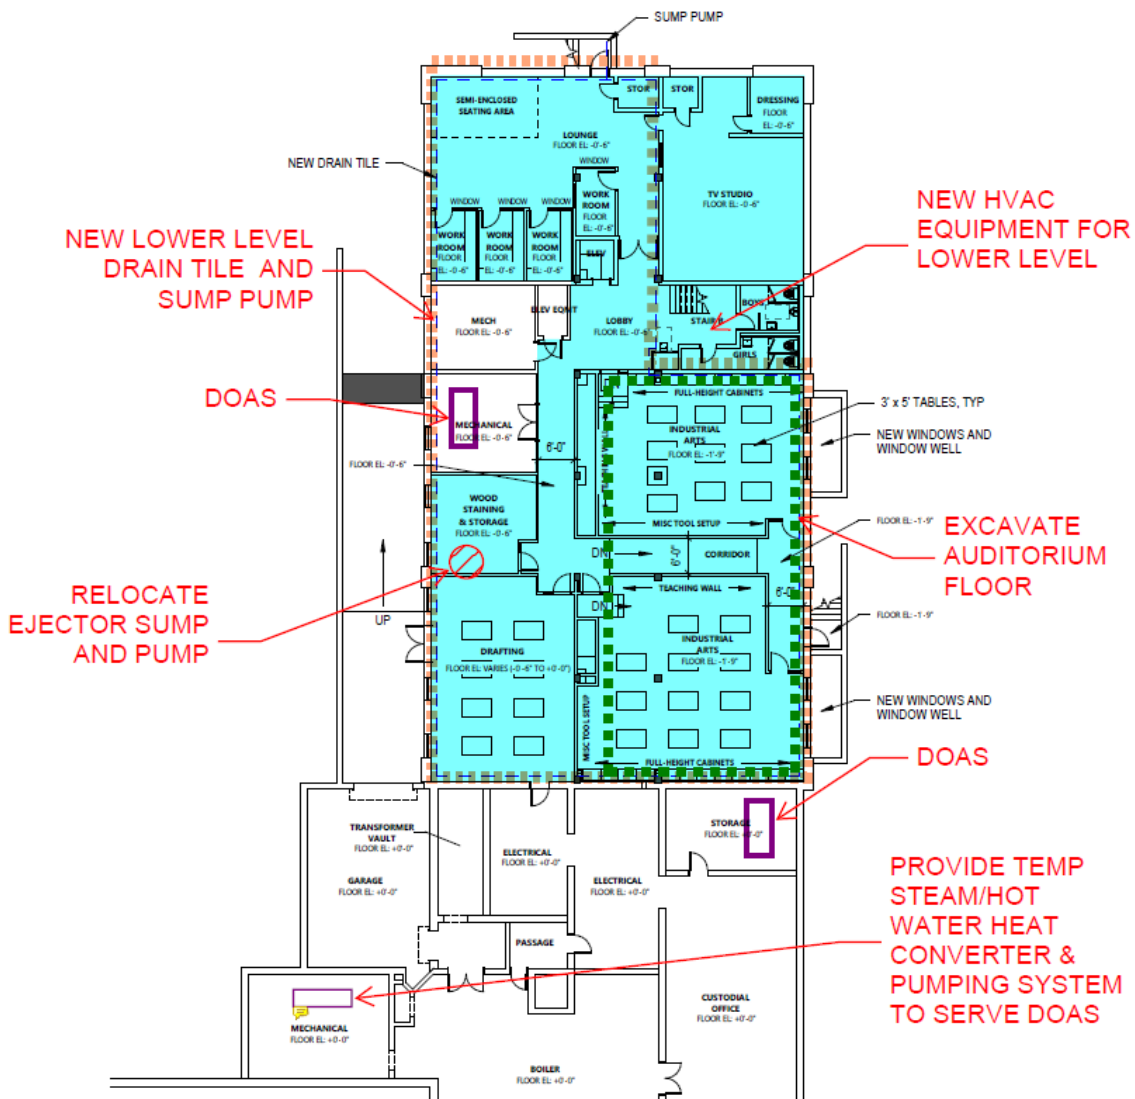 SUMP PUMP
SEMI-ENCLOSED
SEATING AREA
STOR
STOR
DRESSING
FLOOR
EL: -0'-6"
LOUNGE
FLOOR EL: -0'-6"
WINDOW
NEW DRAIN TILE
WORK
ROOM
FLOOR
EL: -0'-6"
TV STUDIO
FLOOR EL: -0'-6"
WINDOW
WINDOW
WINDOW
WORK
ROOM
FLOOR
EL: -0'-6"
WORK
ROOM
FLOOR
EL: -0'-6"
WORK
ROOM
FLOOR
EL: -0'-6"
ELEV
NEW HVAC
EQUIPMENT FOR
LOWER LEVEL
NEW LOWER LEVEL
DRAIN TILE AND
SUMP PUMP
ELEV EQMT
MECH
FLOOR EL: -0'-6"
LOBBY
FLOOR EL: -0'-6"
STAIR B
BOYS
GIRLS
DOAS
MECHANICAL
FLOOR EL: -0'-6"
6'-0"
FLOOR EL: -0'-6"
FULL-HEIGHT CABINETS
3' x 5' TABLES, TYP
INDUSTRIAL
ARTS
FLOOR EL: -1'-9"
TEACHING WALL
NEW WINDOWS AND
WINDOW WELL
WOOD
STAINING
& STORAGE
FLOOR EL: -0'-6"
MISC TOOL SETUP
FLOOR EL: -1'-9"
EXCAVATE
AUDITORIUM
FLOOR
DN
6'-0"
CORRIDOR
RELOCATE
EJECTOR SUMP
AND PUMP
UP
DN
TEACHING WALL
6'-0"
FLOOR EL: -1'-9"
DRAFTING
FLOOR EL: VARIES (-0'-6" TO +0'-0")
INDUSTRIAL
ARTS
FLOOR EL: -1'-9"
MISC TOOL SETUP
NEW WINDOWS AND
WINDOW WELL
FULL-HEIGHT CABINETS
DOAS
TRANSFORMER
VAULT
FLOOR EL: +0'-0"
STORAGE
FLOOR EL: +0'-0"
ELECTRICAL
FLOOR EL: +0'-0"
GARAGE
FLOOR EL: +0'-0"
ELECTRICAL
FLOOR EL: +0'-0"
PROVIDE TEMP
STEAM/HOT
WATER HEAT
CONVERTER &
PUMPING SYSTEM
TO SERVE DOAS
PASSAGE
CUSTODIAL
OFFICE
FLOOR EL: +0'-0"
MECHANICAL
FLOOR EL: +0'-0"
BOILER
FLOOR EL: +0'-0"